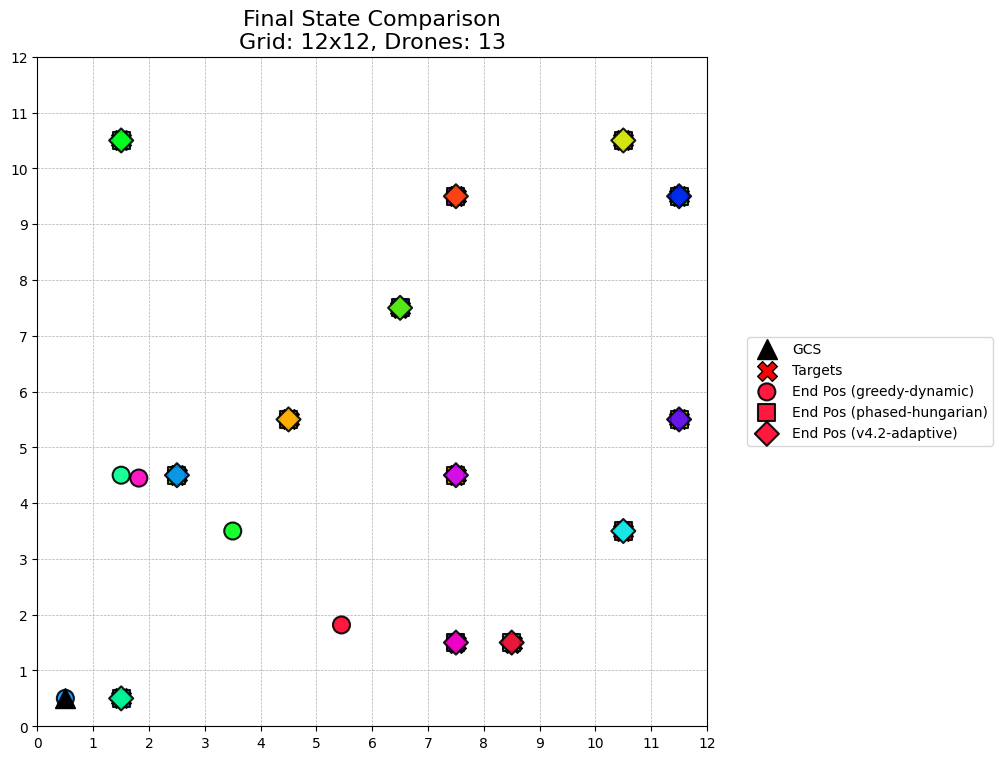 Final State Comparison
Grid: 12x12, Drones: 13
12
11
10
9
8
7
6
5
4
3
2
1
0
0 1 2 3 4 5 6 7 8 9 10 11 12
GCS
Targets
End Pos (greedy-dynamic)
End Pos (phased-hungarian)
End Pos (v4.2-adaptive)